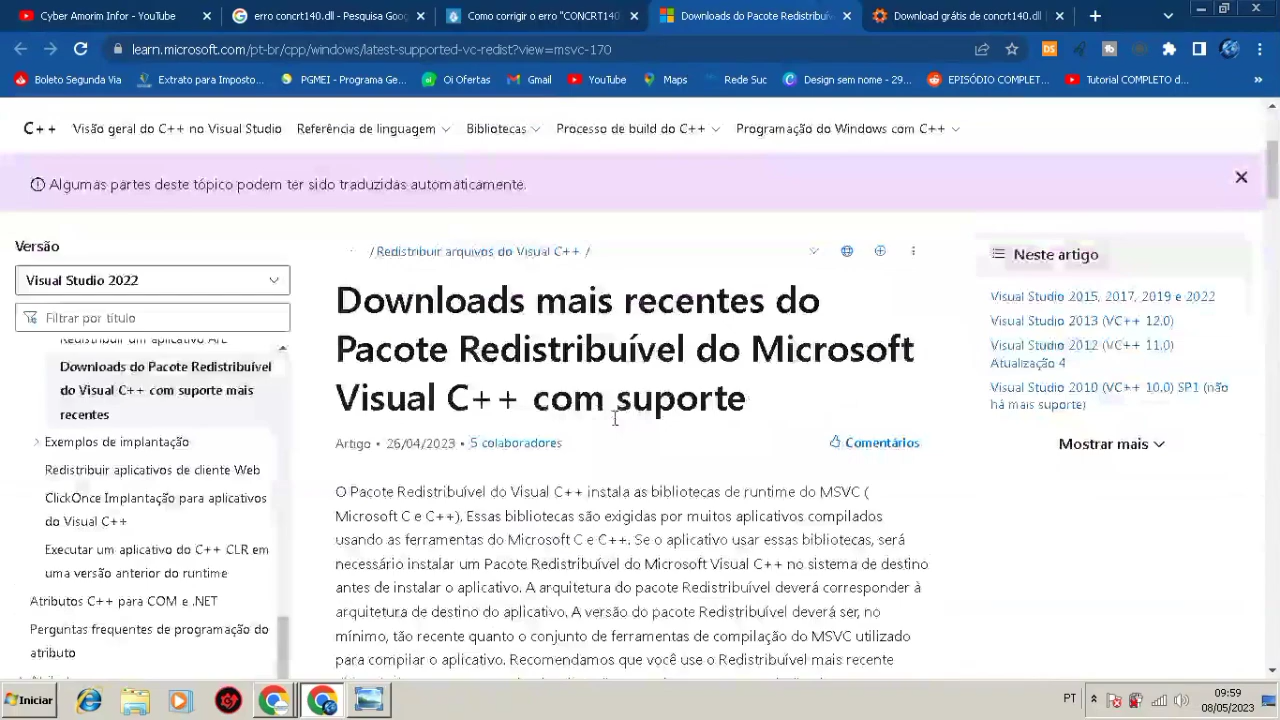 Cyber Amorim Infor - YouTube
erro concrt140.dll - Pesquisa Goo
Como corrigir o erro "CONCRT140
Downloads do Pacote Redistribuív
Download grátis de concrt140.dll
learn.microsoft.com/pt-br/cpp/windows/latest-supported-vc-redist?view=msvc-170
Boleto Segunda Via
Extrato para Imposto...
PGMEI - Programa Ge...
Oi Ofertas
Gmail
YouTube
Maps
Rede Suc
Design sem nome - 29...
EPISÓDIO COMPLET...
Tutorial COMPLETO d...
C++
Visão geral do C++ no Visual Studio
Referência de linguagem
Bibliotecas
Processo de build do C++
Programação do Windows com C++
Algumas partes deste tópico podem ter sido traduzidas automaticamente.
Versão
Visual Studio 2022
Filtrar por título
Downloads do Pacote Redistribuível
do Visual C++ com suporte mais
recentes
Exemplos de implantação
Redistribuir aplicativos de cliente Web
ClickOnce Implantação para aplicativos
do Visual C++
Executar um aplicativo do C++ CLR em
uma versão anterior do runtime
Atributos C++ para COM e .NET
Perguntas frequentes de programação do
atributo
/ Redistribuir arquivos do Visual C++ /
Downloads mais recentes do
Pacote Redistribuível do Microsoft
Visual C++ com suporte
Artigo • 26/04/2023 • 5 colaboradores
Comentários
O Pacote Redistribuível do Visual C++ instala as bibliotecas de runtime do MSVC (
Microsoft C e C++). Essas bibliotecas são exigidas por muitos aplicativos compilados
usando as ferramentas do Microsoft C e C++. Se o aplicativo usar essas bibliotecas, será
necessário instalar um Pacote Redistribuível do Microsoft Visual C++ no sistema de destino
antes de instalar o aplicativo. A arquitetura do pacote Redistribuível deverá corresponder à
arquitetura de destino do aplicativo. A versão do pacote Redistribuível deverá ser, no
mínimo, tão recente quanto o conjunto de ferramentas de compilação do MSVC utilizado
para compilar o aplicativo. Recomendamos que você use o Redistribuível mais recente
Neste artigo
Visual Studio 2015, 2017, 2019 e 2022
Visual Studio 2013 (VC++ 12.0)
Visual Studio 2012 (VC++ 11.0)
Atualização 4
Visual Studio 2010 (VC++ 10.0) SP1 (não
há mais suporte)
Mostrar mais
Iniciar
PT
09:59
08/05/2023